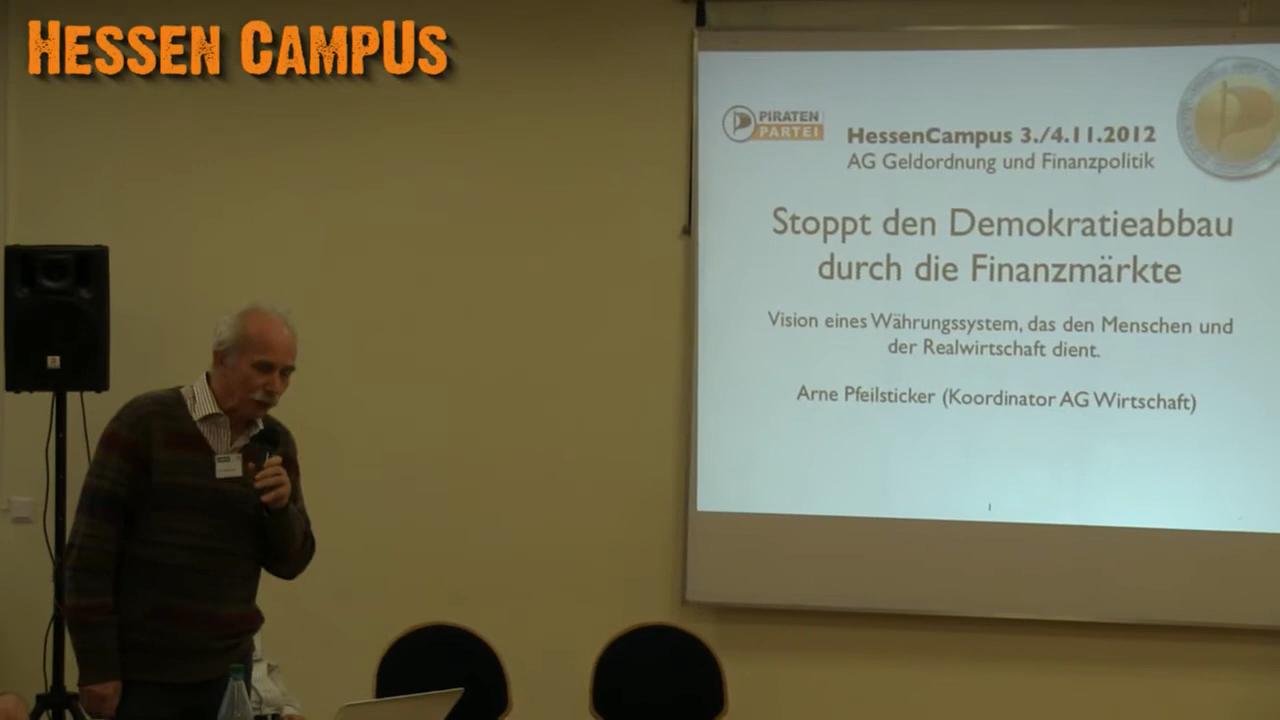 HESSEN CAMPUS
PIRATEN
PARTEI
HessenCampus 3./4.11.2012
AG Geldordnung und Finanzpolitik
Stoppt den Demokratieabbau
durch die Finanzmärkte
Vision eines Währungssystem, das den Menschen und
der Realwirtschaft dient.
Arne Pfeilsticker (Koordinator AG Wirtschaft)
1